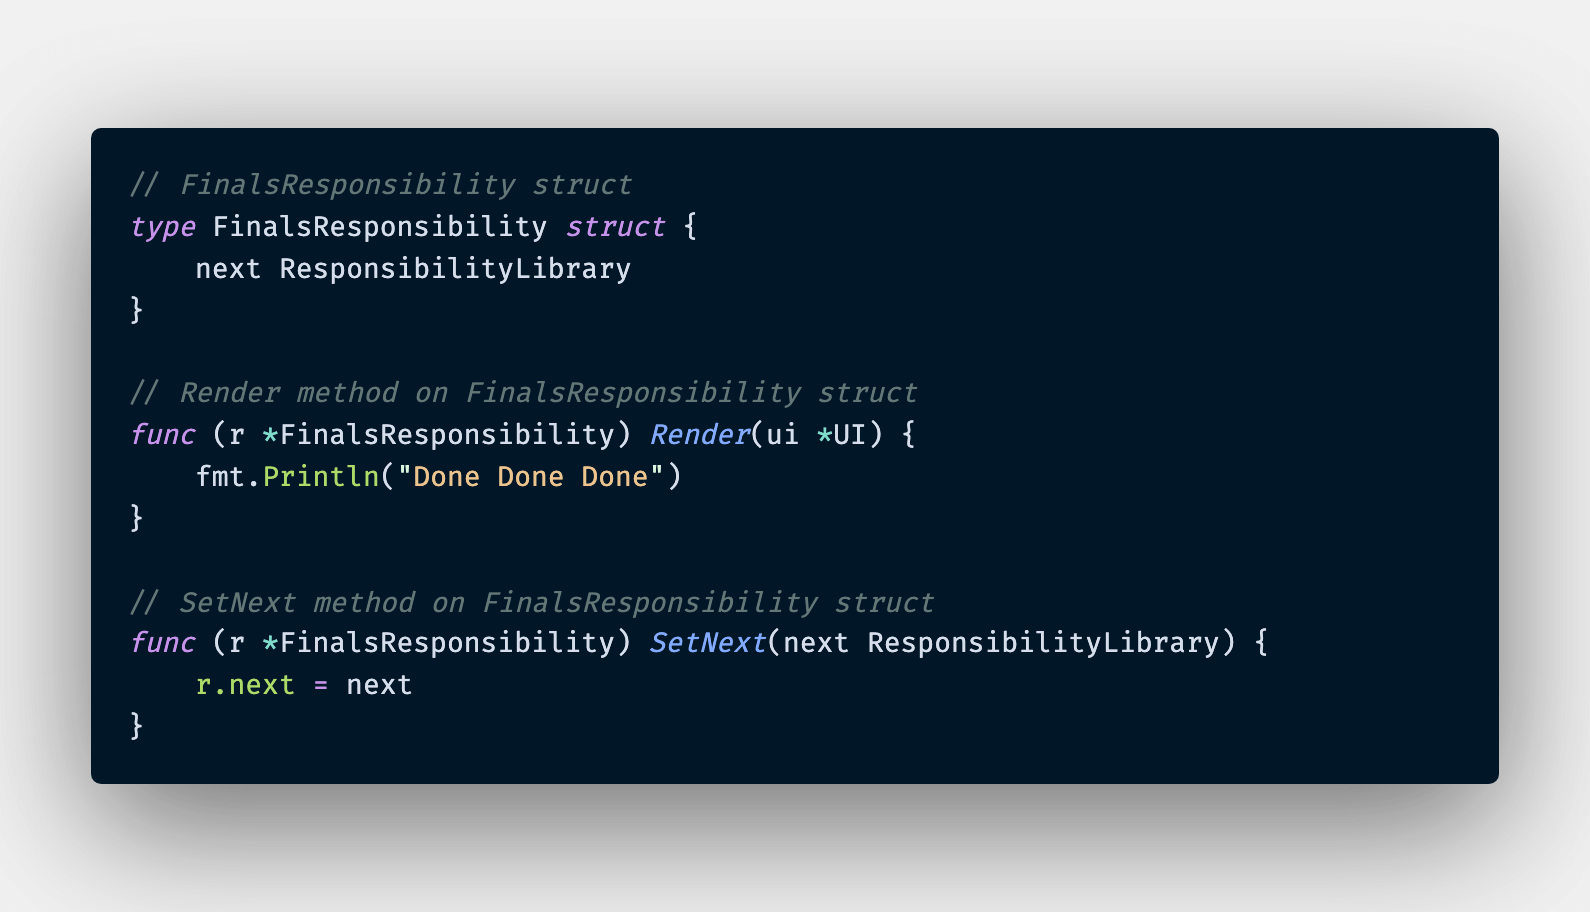 // FinalsResponsibility struct
type FinalsResponsibility struct {
    next ResponsibilityLibrary
}

// Render method on FinalsResponsibility struct
func (r *FinalsResponsibility) Render(ui *UI) {
    fmt.Println("Done Done Done")
}

// SetNext method on FinalsResponsibility struct
func (r *FinalsResponsibility) SetNext(next ResponsibilityLibrary) {
    r.next = next
}